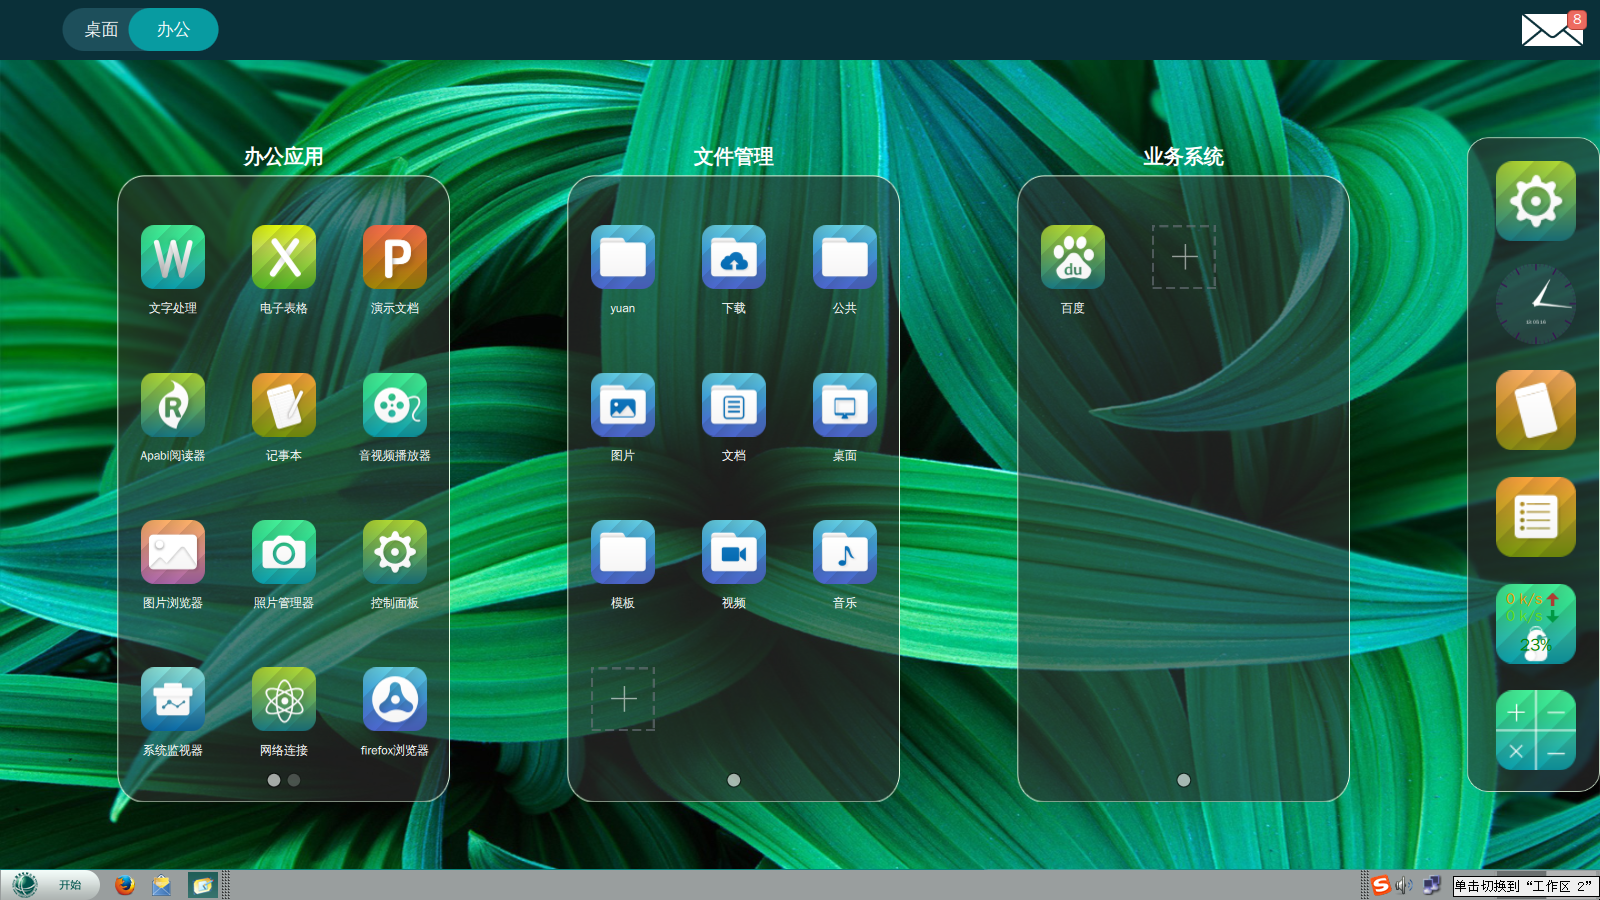 桌面 办公
8
办公应用 文件管理 业务系统
W X P
文字处理 电子表格 演示文档 yuan 下载 公共 du 百度
R
Apabi阅读器 记事本 音视频播放器 图片 文档 桌面
图片浏览器 照片管理器 控制面板 模板 视频 音乐
0 k/s
0 k/s
23%
系统监视器 网络连接 firefox浏览器
开始
S
单击切换到“工作区 2”